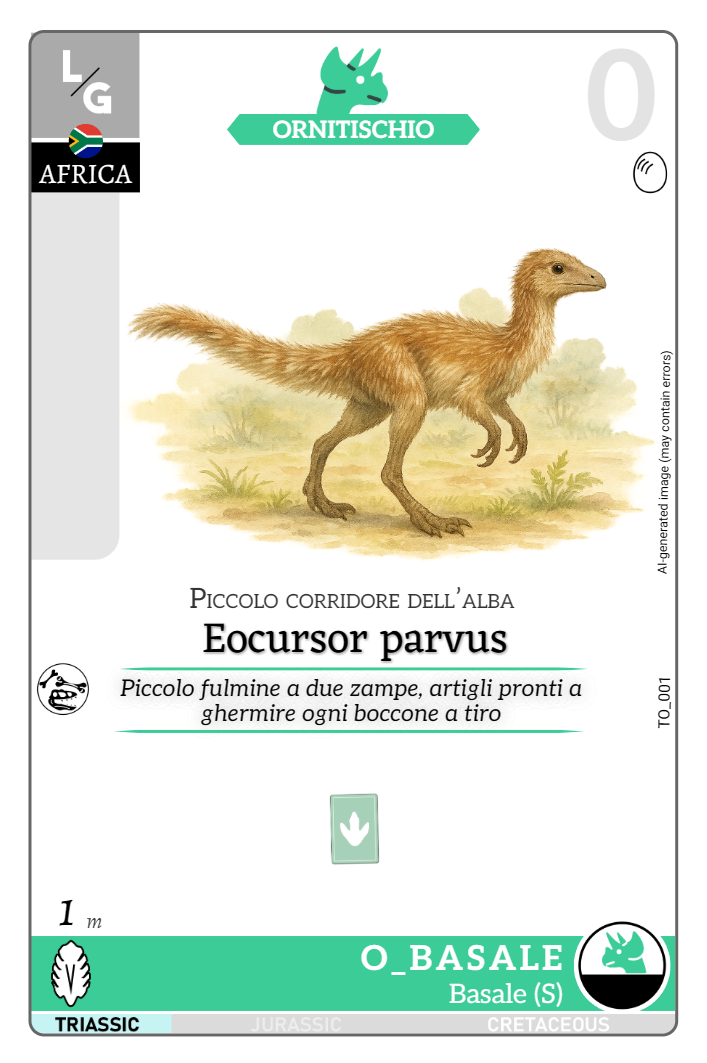 L/G
ORNITISCHIO
0
AFRICA
AI-generated image (may contain errors)
Piccolo corridore dell'alba
Eocursor parvus
Piccolo fulmine a due zampe, artigli pronti a
ghermire ogni boccone a tiro
TO_001
1 m
O_BASALE
Basale (S)
TRIASSIC JURASSIC CRETACEOUS